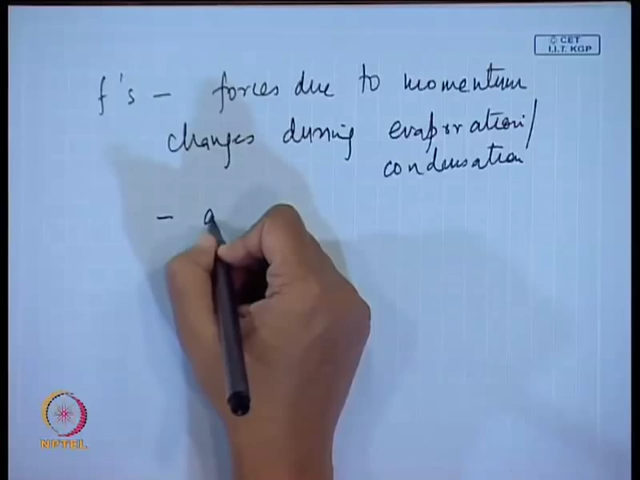 © CET
I.I.T. KGP
f's - forces due to momentum
changes during evaporation/
condensation
- a
NPTEL